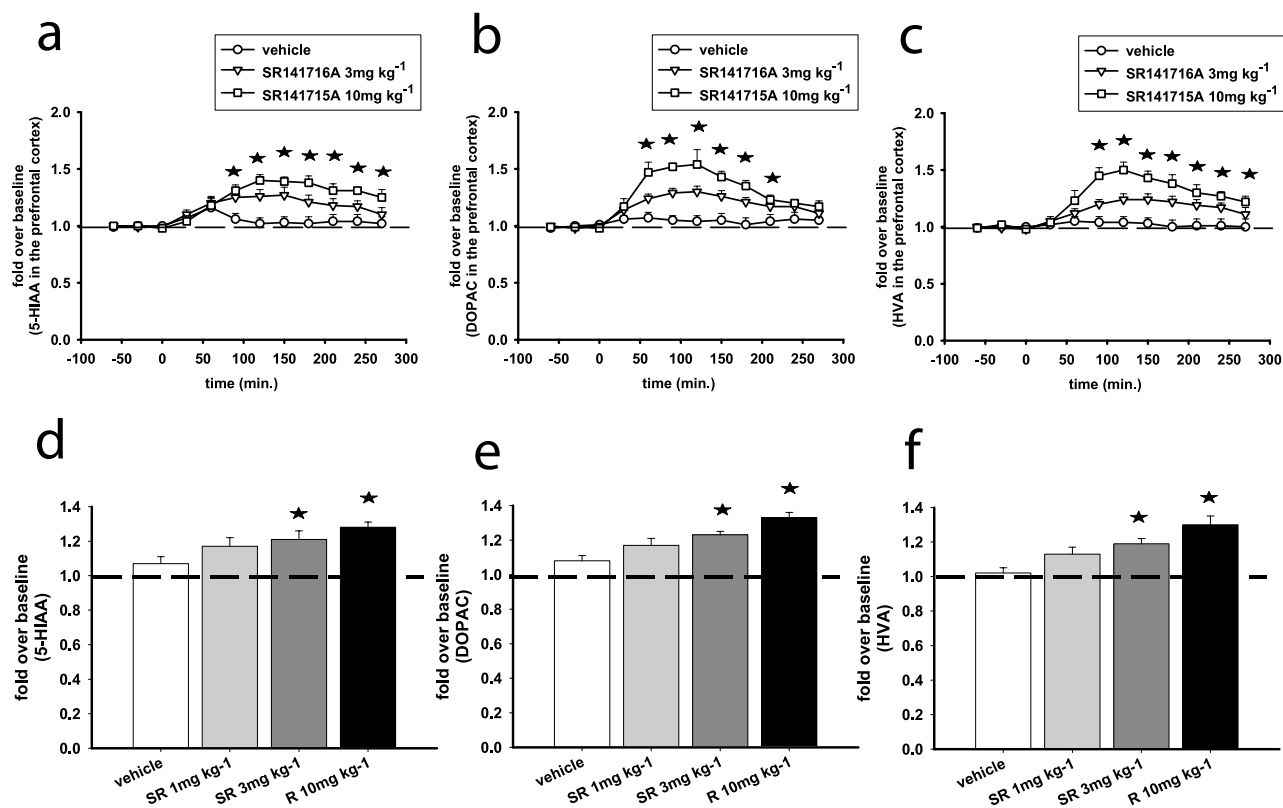 a
vehicle
SR141716A 3mg kg-1
SR141715A 10mg kg-1
fold over baseline
(5-HIAA in the prefrontal cortex)
2.0
1.5
1.0
0.5
0.0
-100 -50 0 50 100 150 200 250 300
time (min.)
b
vehicle
SR141716A 3mg kg-1
SR141715A 10mg kg-1
fold over baseline
(DOPAC in the prefrontal cortex)
2.0
1.5
1.0
0.5
0.0
-100 -50 0 50 100 150 200 250 300
time (min.)
c
vehicle
SR141716A 3mg kg-1
SR141715A 10mg kg-1
fold over baseline
(HVA in the prefrontal cortex)
2.0
1.5
1.0
0.5
0.0
-100 -50 0 50 100 150 200 250 300
time (min.)
d
fold over baseline
(5-HIAA)
1.4
1.2
1.0
0.8
0.6
0.4
0.2
0.0
vehicle
SR 1mg kg-1
SR 3mg kg-1
R 10mg kg-1
e
fold over baseline
(DOPAC)
1.4
1.2
1.0
0.8
0.6
0.4
0.2
0.0
vehicle
SR 1mg kg-1
SR 3mg kg-1
R 10mg kg-1
f
fold over baseline
(HVA)
1.4
1.2
1.0
0.8
0.6
0.4
0.2
0.0
vehicle
SR 1mg kg-1
SR 3mg kg-1
R 10mg kg-1